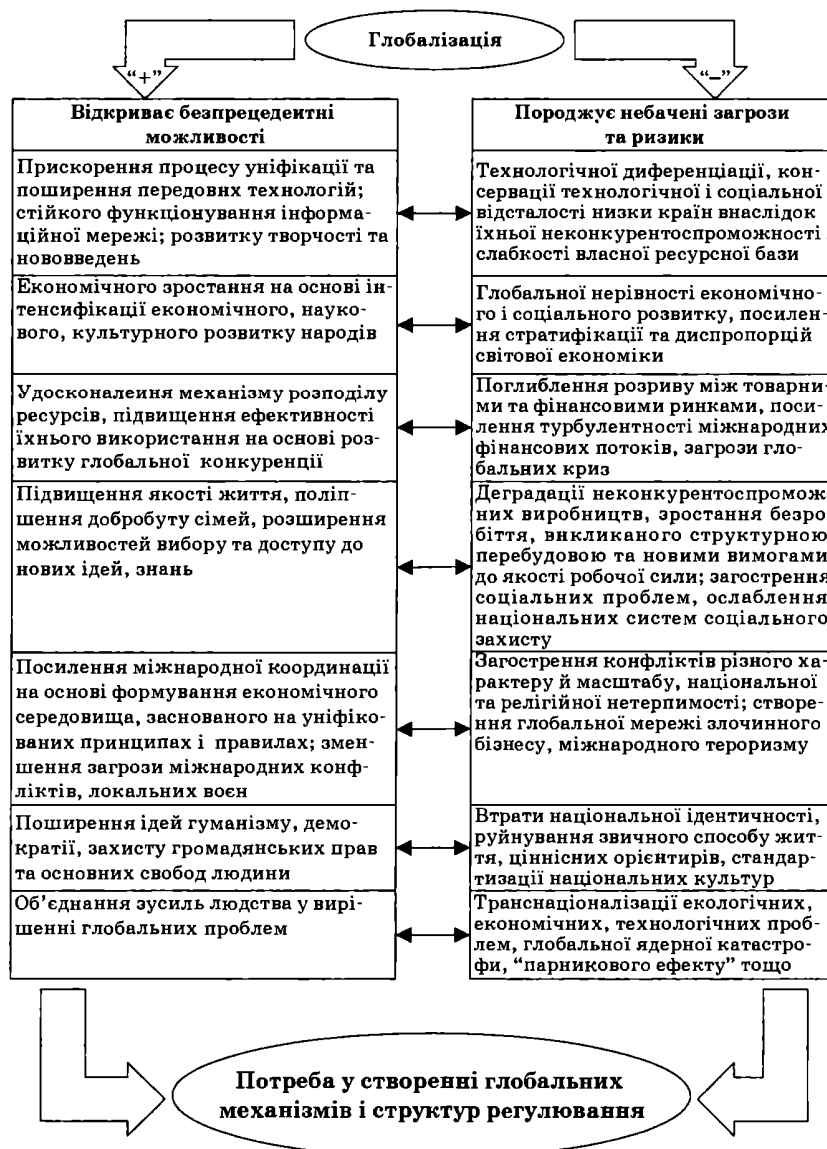 Глобалізація
“+”
“–”
Відкриває безпрецедентні
можливості
Прискорення процесу уніфікації та
поширення передових технологій;
стійкого функціонування інформа-
ційної мережі; розвитку творчості та
нововведень
Економічного зростання на основі ін-
тенсифікації економічного, науко-
вого, культурного розвитку народів
Удосконалеиня механізму розподілу
ресурсів, підвищення ефективності
їхнього використання на основі роз-
витку глобальної конкуренції
Підвищення якості життя, поліп-
шення добробуту сімей, розширення
можливостей вибору та доступу до
нових ідей, знань
Посилення міжнародної координації
на основі формування економічного
середовища, заснованого на уніфіко-
ваних принципах і правилах; змен-
шення загрози міжнародних конф-
ліктів, локальних воєн
Поширення ідей гуманізму, демо-
кратії, захисту громадянських прав
та основних свобод людини
Об’єднання зусиль людства у вирі-
шенні глобальних проблем
Породжує небачені загрози
та ризики
Технологічної диференціації, кон-
сервації технологічної і соціальної
відсталості низки країн внаслідок
їхньої неконкурентоспроможності і
слабкості власної ресурсної бази
Глобальної нерівності економічно-
го і соціального розвитку, посилен-
ня стратифікації та диспропорцій
світової економіки
Поглиблення розриву між товарни-
ми та фінансовими ринками, поси-
лення турбулентності міжнародних
фінансових потоків, загрози гло-
бальних криз
Деградації неконкурентоспромож
них виробництв, зростання безро
біття, викликаного структурною
перебудовою та новими вимогами
до якості робочої сили; загострення
соціальних проблем, ослаблення
національних систем соціального
захисту
Загострення конфліктів різного ха-
рактеру й масштабу, національної
та релігійної нетерпимості; створе-
ння глобальної мережі злочинного
бізнесу, міжнародного тероризму
Втрати національної ідентичності,
руйнування звичного способу жит-
тя, ціннісних орієнтирів, стандар-
тизації національних культур
Транснаціоналізації екологічних,
економічних, технологічних проб-
лем, глобальної ядерної катастро-
фи, “парникового ефекту” тощо
Потреба у створенні глобальних
механізмів і структур регулювання